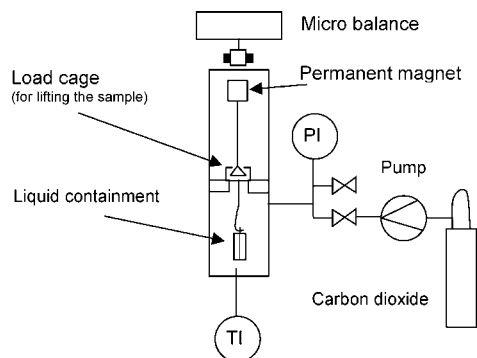 Micro balance
Load cage
(for lifting the sample)
Permanent magnet
PI
Pump
Liquid containment
Carbon dioxide
TI